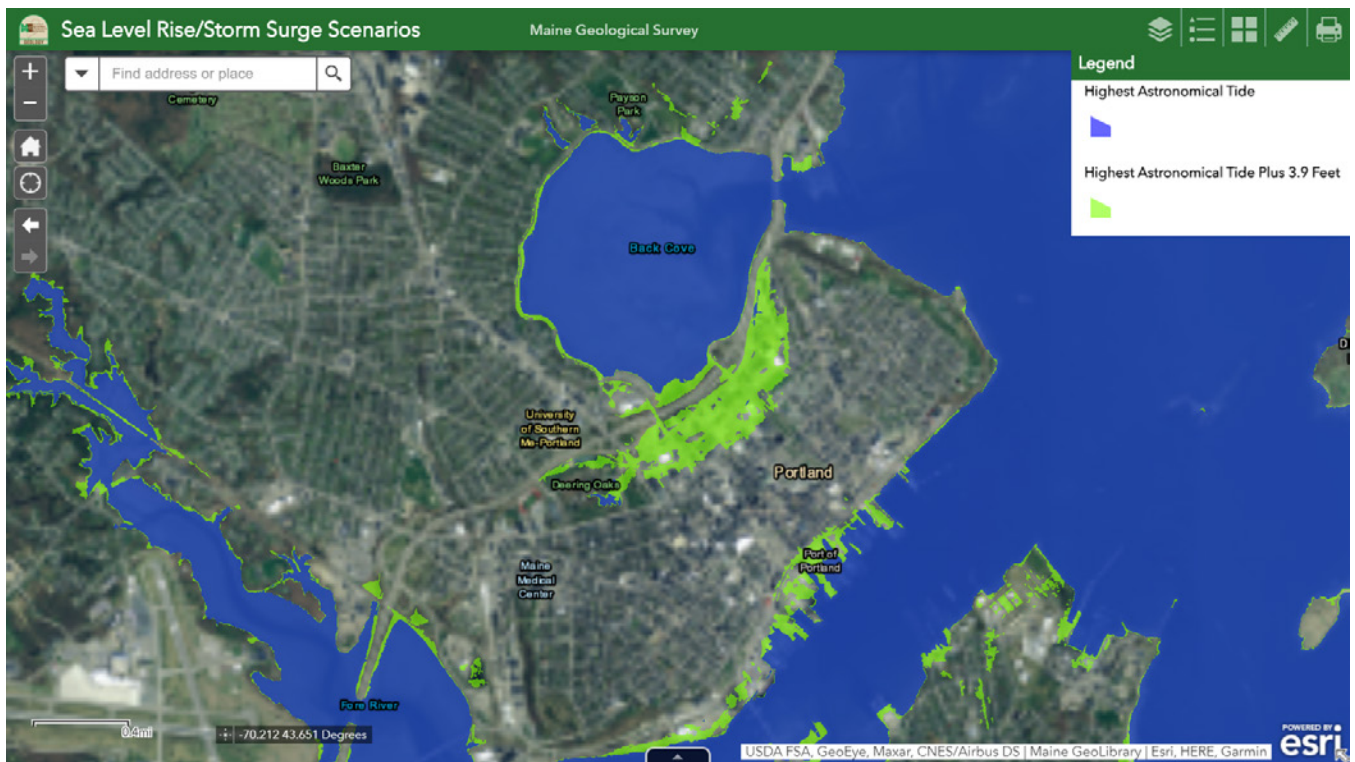 Sea Level Rise/Storm Surge Scenarios
Maine Geological Survey
Find address or place
Legend
Highest Astronomical Tide
Highest Astronomical Tide Plus 3.9 Feet
Cemetery
Payson
Park
Baxter
Woods Park
Back Cove
D
University
of Southern
Me-Portland
Portland
Deering Oaks
Port of
Portland
Maine
Medical
Center
Fore River
0.4mi
-70.212 43.651 Degrees
USDA FSA, GeoEye, Maxar, CNES/Airbus DS | Maine GeoLibrary | Esri, HERE, Garmin
POWERED BY
esri